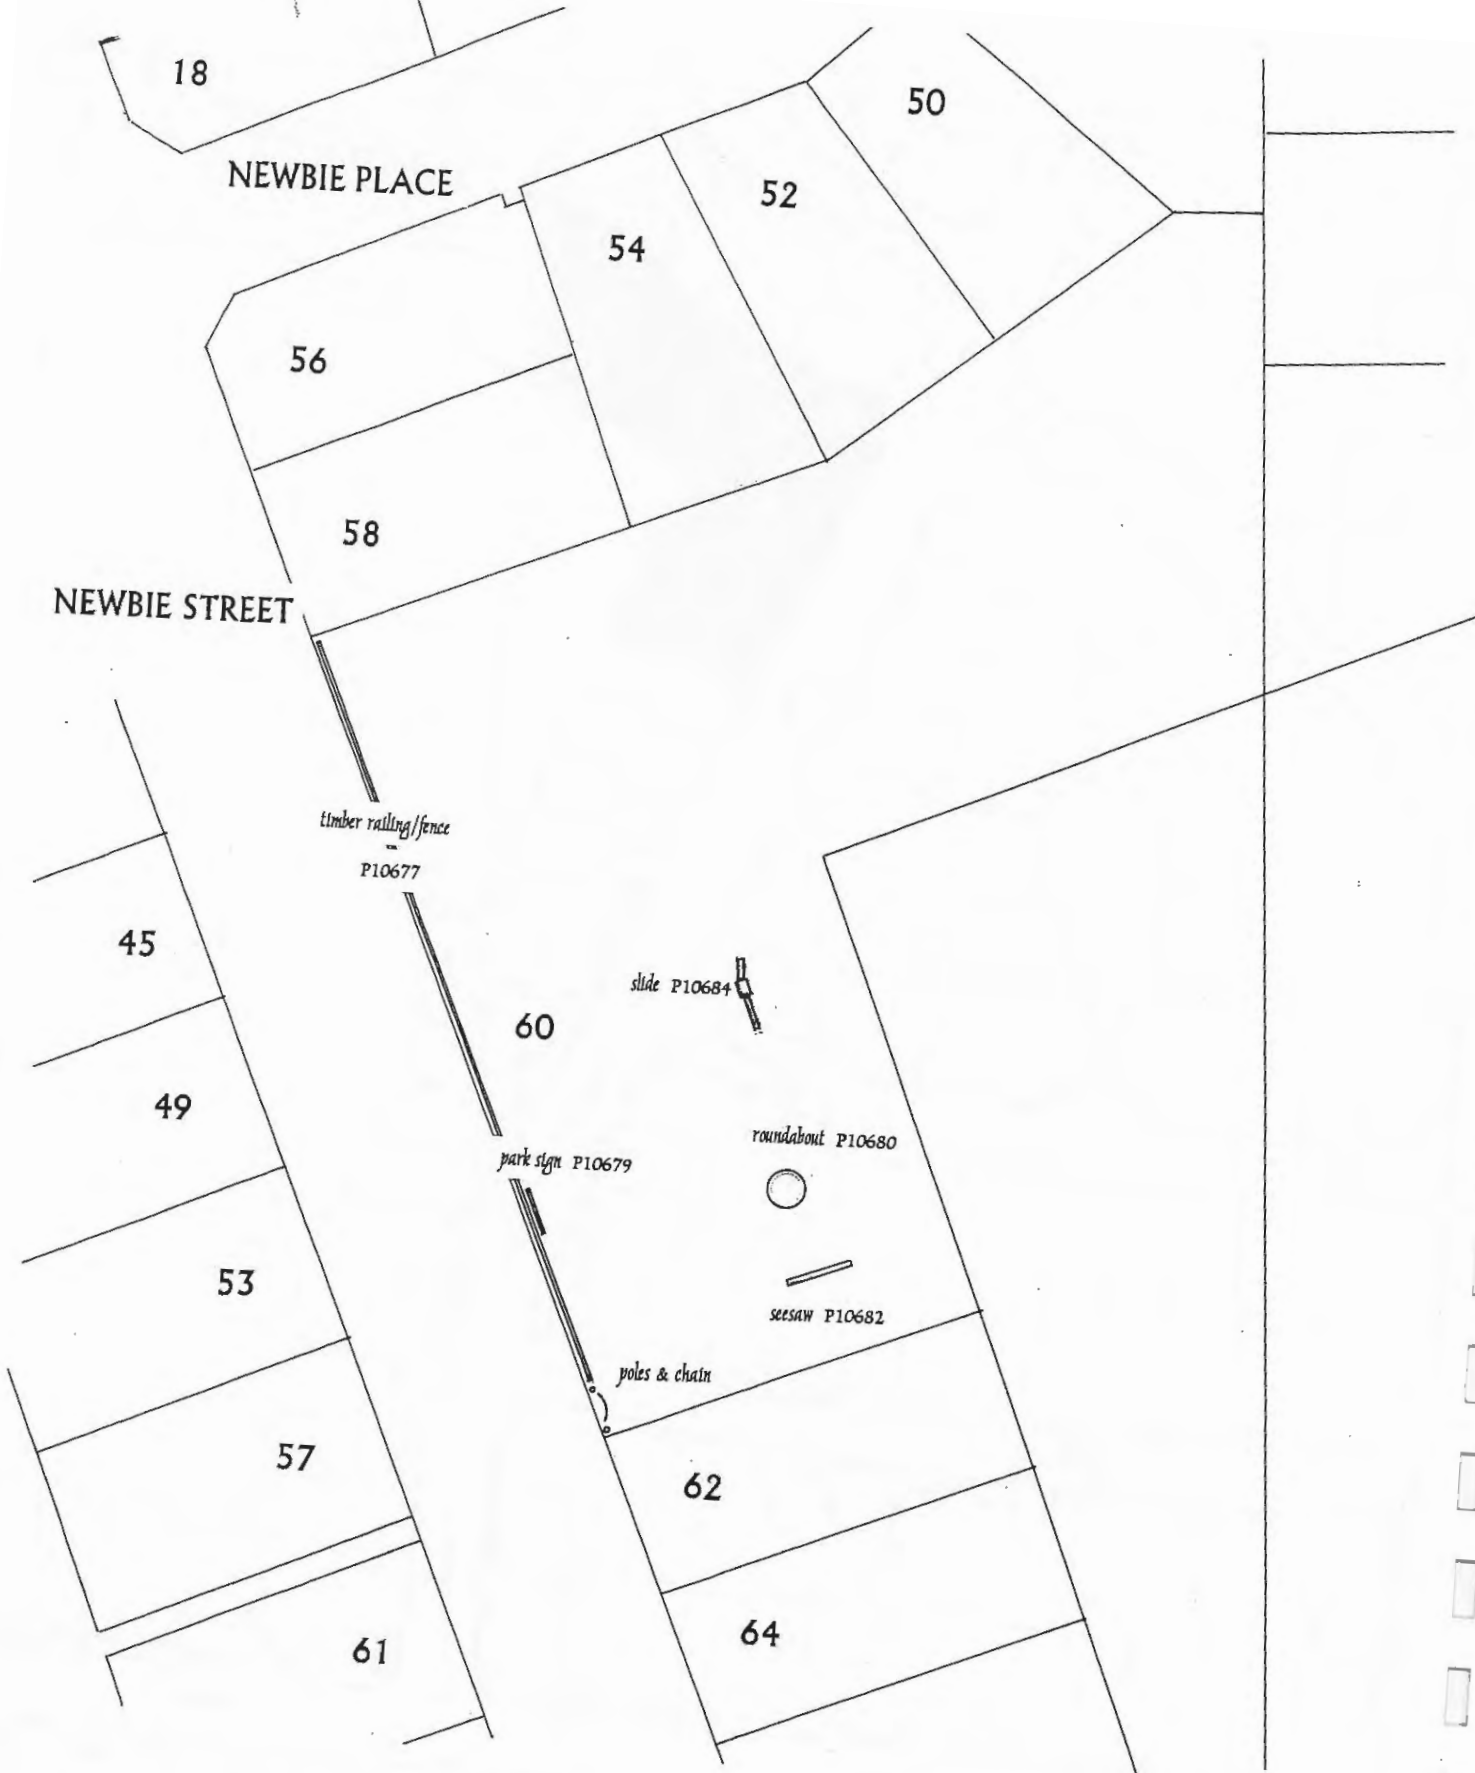 18
50
NEWBIE PLACE
52
54
56
58
NEWBIE STREET
timber railing/fence
P10677
45
slide P10684
60
49
roundabout P10680
park sign P10679
53
seesaw P10682
poles & chain
57
62
64
61